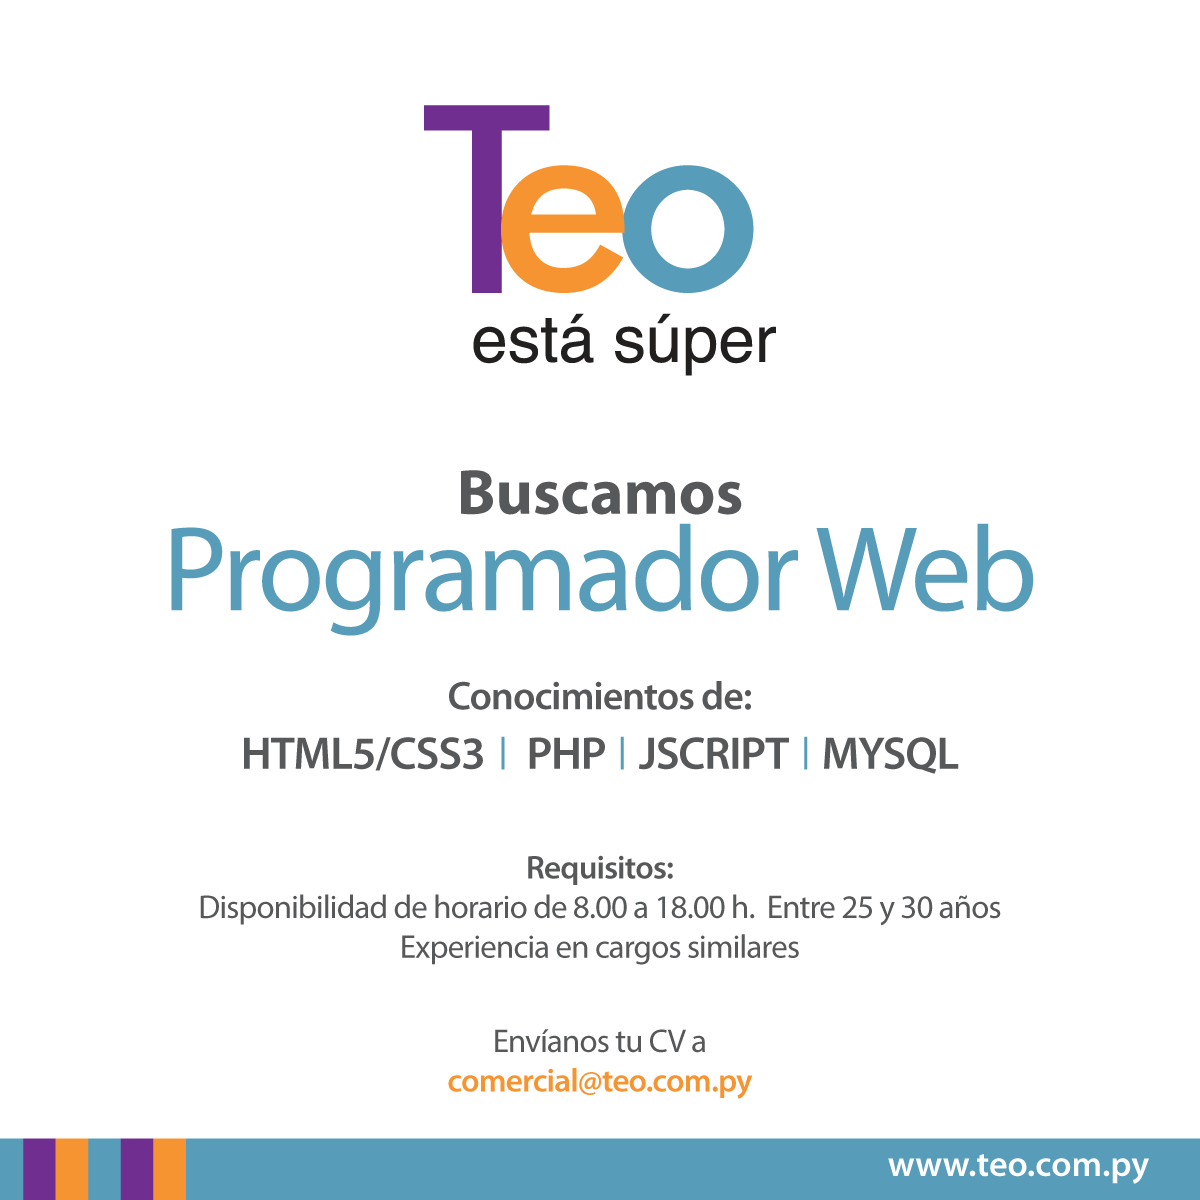 Teo
está súper
Buscamos
Programador Web
Conocimientos de:
HTML5/CSS3 | PHP | JSCRIPT | MYSQL
Requisitos:
Disponibilidad de horario de 8.00 a 18.00 h. Entre 25 y 30 años
Experiencia en cargos similares
Envíanos tu CV a
comercial@teo.com.py
www.teo.com.py